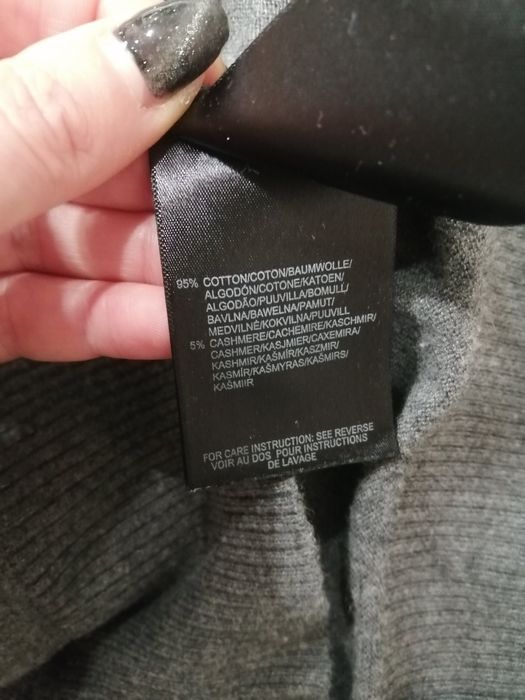 95% COTTON/COTON/BAUMWOLLE/
ALGODÓN/COTONE/KATOEN/
ALGODÃO/PUUVILLA/BOMULL/
BAVLNA/BAWELNA/PAMUT/
MEDVILNĖ/KOKVILNA/PUUVILL
5% CASHMERE/CACHEMIRE/KASCHMIR/
CASHMER/KASJMIER/CAXEMIRA/
KASHMIR/KAŠMÍR/KASZMIR/
KASMÍR/KAŠMYRAS/KAŠMIRS/
KAŠMIIR
FOR CARE INSTRUCTION: SEE REVERSE
VOIR AU DOS POUR INSTRUCTIONS
DE LAVAGE